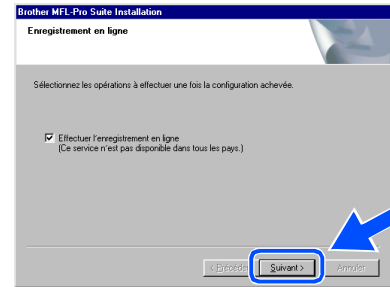 Brother MFL-Pro Suite Installation
Enregistrement en ligne
Sélectionnez les opérations à effectuer une fois la configuration achevée.
Effectuer l'enregistrement en ligne
(Ce service n'est pas disponible dans tous les pays.)
< Précéden Suivant > Annuler